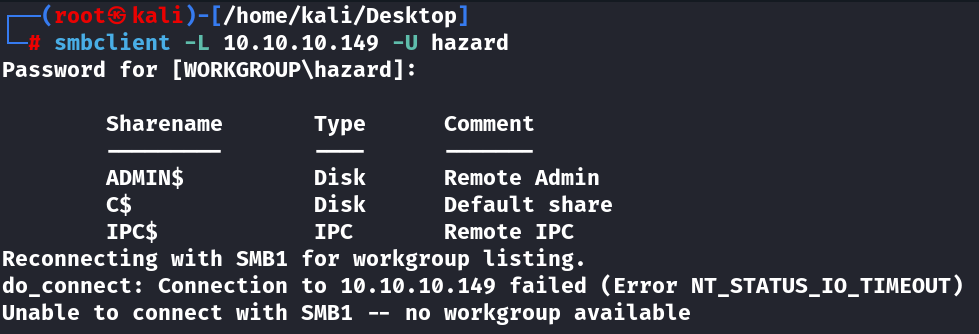 (root㉿kali)-[/home/kali/Desktop]
# smbclient -L 10.10.10.149 -U hazard
Password for [WORKGROUP\hazard]:
Sharename Type Comment
--------- ---- -------
ADMIN$ Disk Remote Admin
C$ Disk Default share
IPC$ IPC Remote IPC
Reconnecting with SMB1 for workgroup listing.
do_connect: Connection to 10.10.10.149 failed (Error NT_STATUS_IO_TIMEOUT)
Unable to connect with SMB1 -- no workgroup available